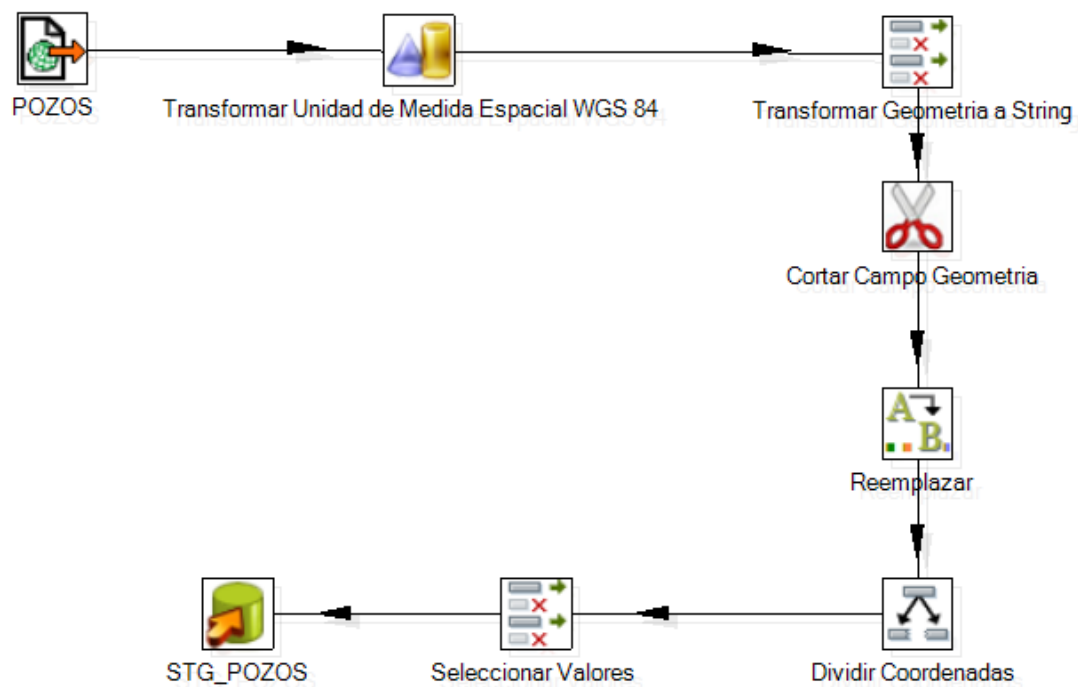 POZOS
Transformar Unidad de Medida Espacial WGS 84
Transformar Geometria a String
Cortar Campo Geometria
Reemplazar
Dividir Coordenadas
Seleccionar Valores
STG_POZOS